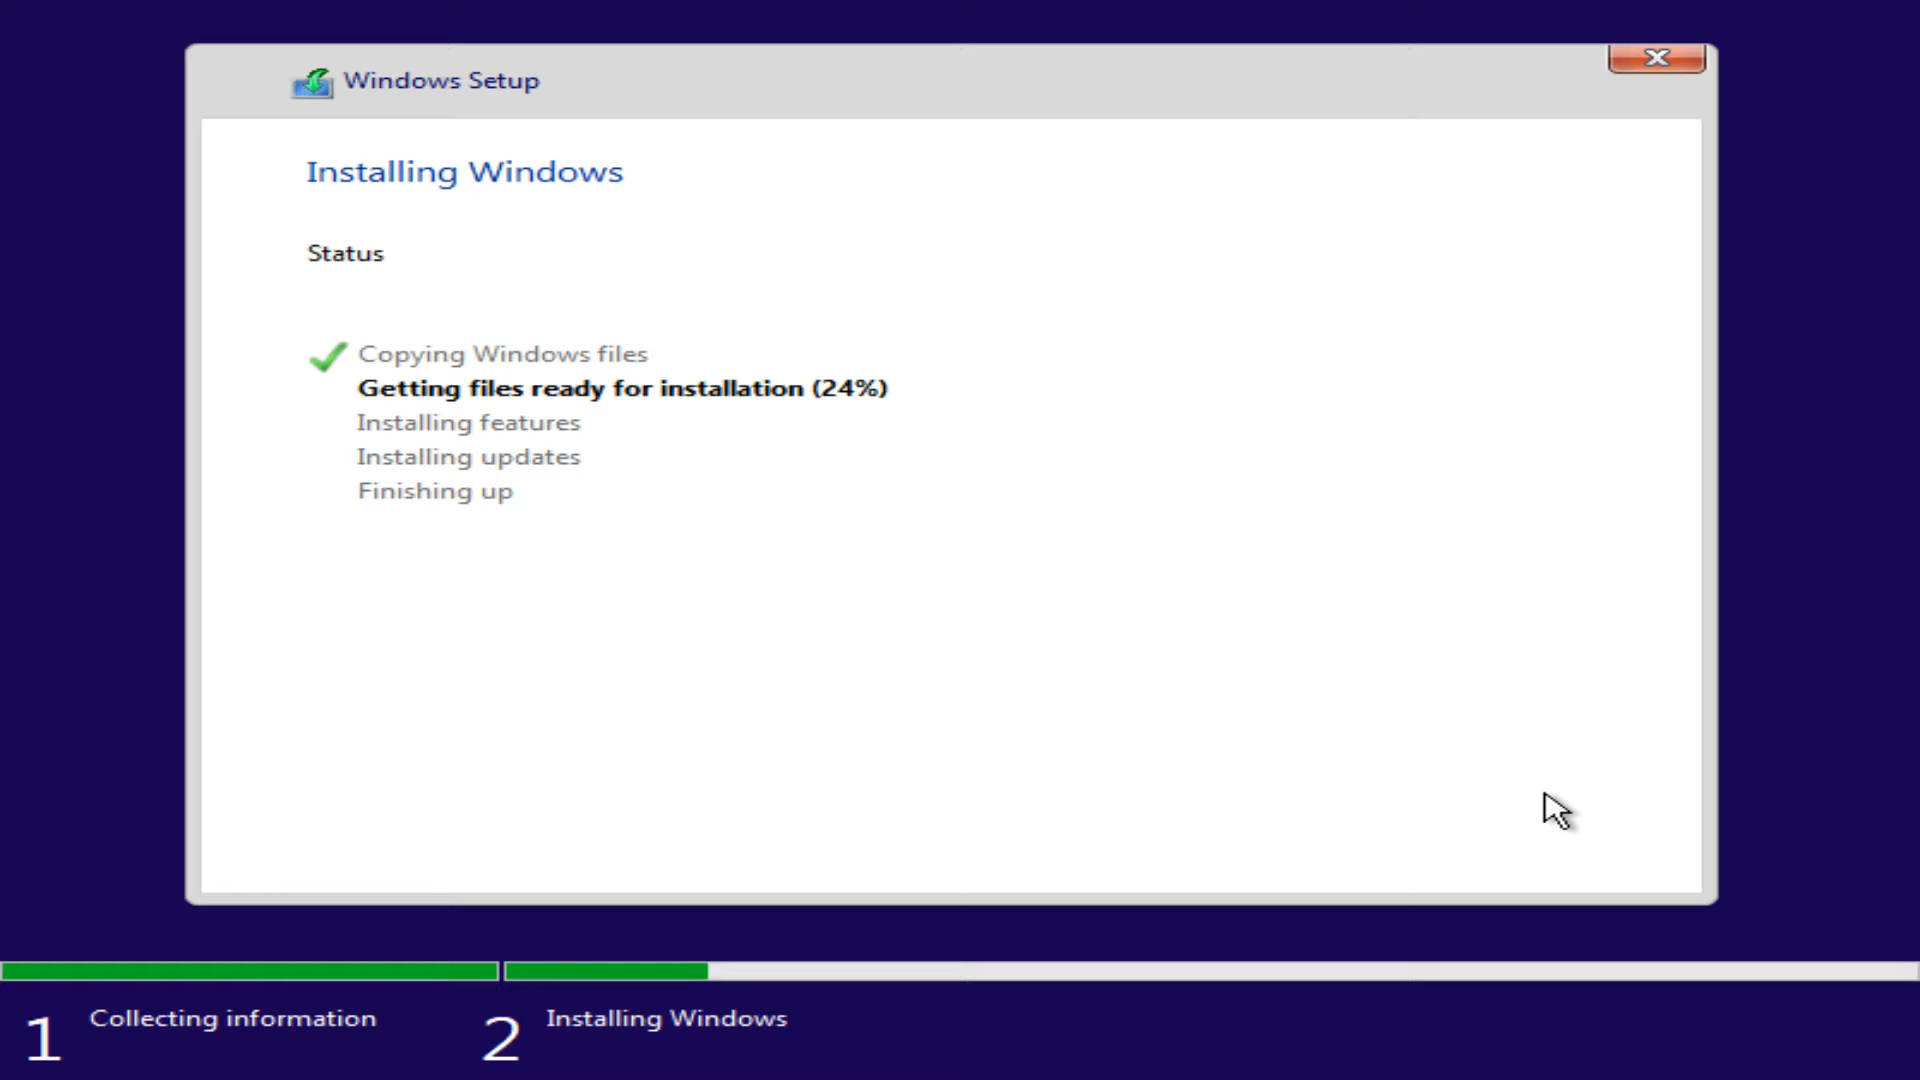 Windows Setup
Installing Windows
Status
Copying Windows files
Getting files ready for installation (24%)
Installing features
Installing updates
Finishing up
1 Collecting information
2 Installing Windows